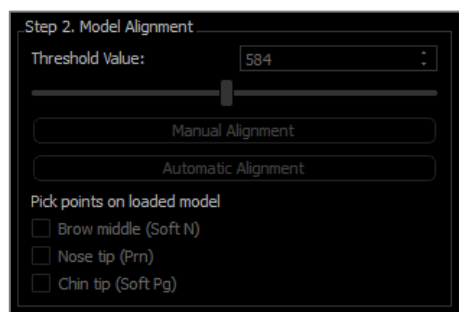 Step 2. Model Alignment
Threshold Value: 584
Manual Alignment
Automatic Alignment
Pick points on loaded model
Brow middle (Soft N)
Nose tip (Prn)
Chin tip (Soft Pg)